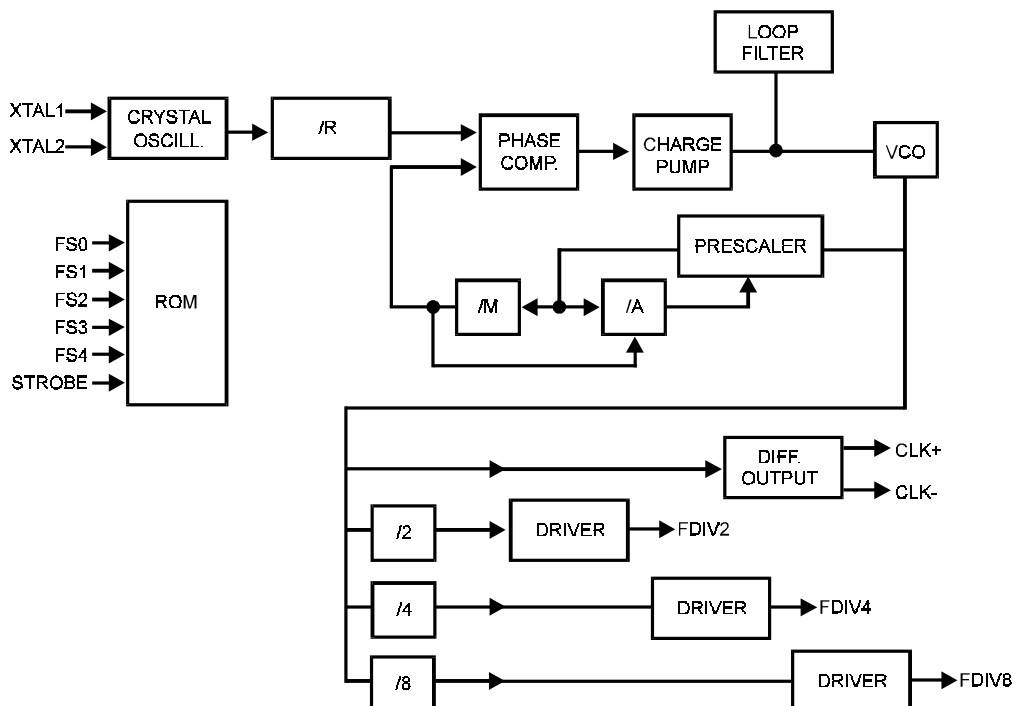 LOOP
FILTER
XTAL1
XTAL2
CRYSTAL
OSCILL.
/R
PHASE
COMP.
CHARGE
PUMP
VCO
PRESCALER
/M
/A
FS0
FS1
FS2
FS3
FS4
STROBE
ROM
DIFF.
OUTPUT
CLK+
CLK-
/2
DRIVER
FDIV2
/4
DRIVER
FDIV4
/8
DRIVER
FDIV8